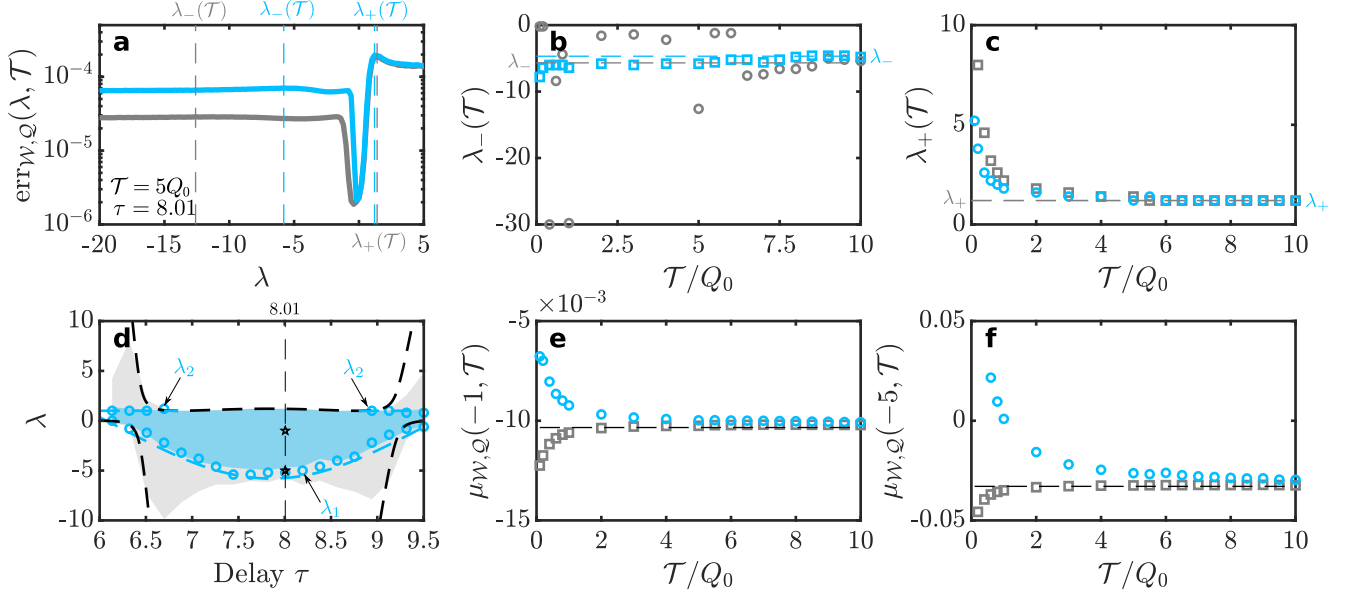 λ₋(𝒯) λ₋(𝒯) λ₊(𝒯)
a
err𝒲,𝒬(λ, 𝒯)
10⁻⁴
10⁻⁵
10⁻⁶
𝒯 = 5Q₀
τ = 8.01
λ₊(𝒯)
-20 -15 -10 -5 0 5
λ
b
λ₋(𝒯)
0
-10
-20
-30
λ₋
λ₋
0 2.5 5 7.5 10
𝒯/Q₀
c
λ₊(𝒯)
10
5
0
λ₊
λ₊
0 2 4 6 8 10
𝒯/Q₀
d
8.01
λ
10
5
0
-5
-10
λ₂
λ₂
λ₁
6 6.5 7 7.5 8 8.5 9 9.5
Delay τ
×10⁻³
e
μ𝒲,𝒬(−1, 𝒯)
-5
-10
-15
0 2 4 6 8 10
𝒯/Q₀
f
μ𝒲,𝒬(−5, 𝒯)
0.05
0
-0.05
0 2 4 6 8 10
𝒯/Q₀